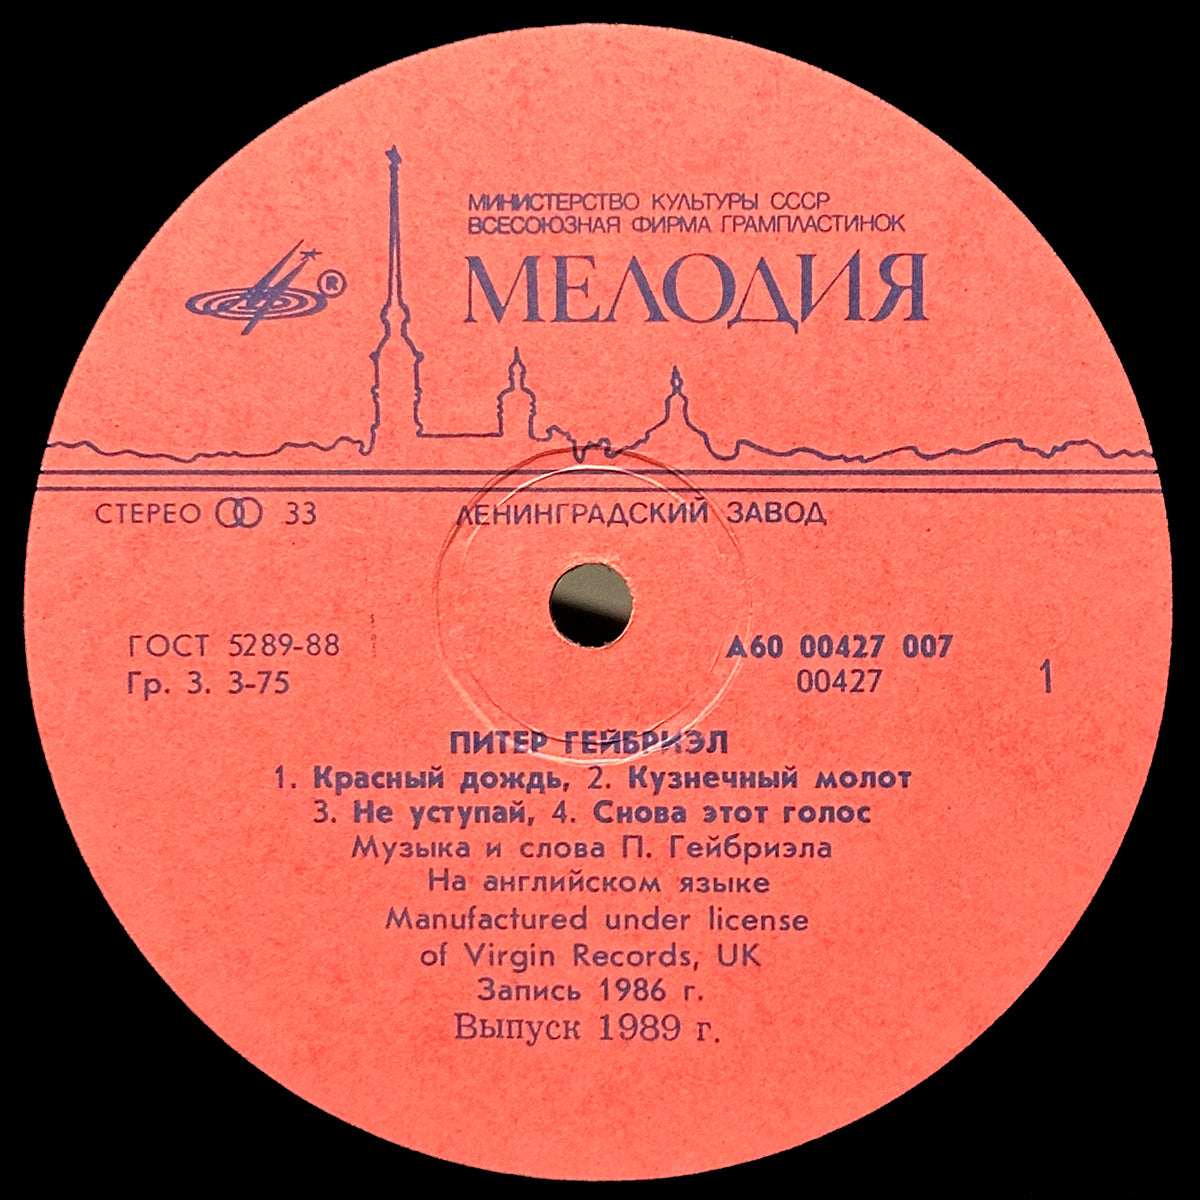 МИНИСТЕРСТВО КУЛЬТУРЫ СССР
ВСЕСОЮЗНАЯ ФИРМА ГРАМПЛАСТИНОК
МЕЛОДИЯ
®
СТЕРЕО 33
ЛЕНИНГРАДСКИЙ ЗАВОД
ГОСТ 5289-88
Гр. 3. 3-75
А60 00427 007
00427
1
ПИТЕР ГЕЙБРИЭЛ
1. Красный дождь, 2. Кузнечный молот
3. Не уступай, 4. Снова этот голос
Музыка и слова П. Гейбриэла
На английском языке
Manufactured under license
of Virgin Records, UK
Запись 1986 г.
Выпуск 1989 г.